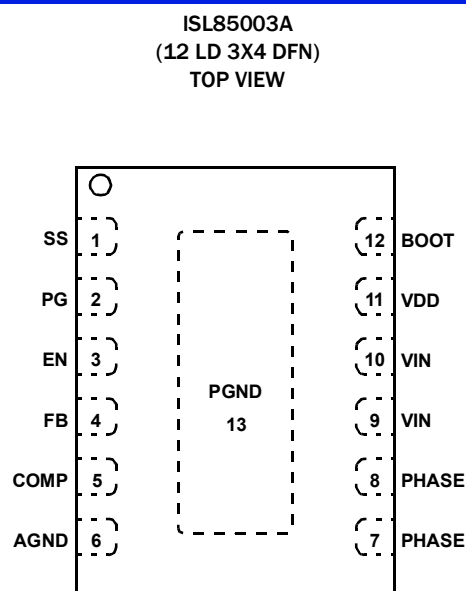 ISL85003A
(12 LD 3X4 DFN)
TOP VIEW
SS 1 12 BOOT
PG 2 11 VDD
EN 3 10 VIN
PGND
FB 4 13 9 VIN
COMP 5 8 PHASE
AGND 6 7 PHASE